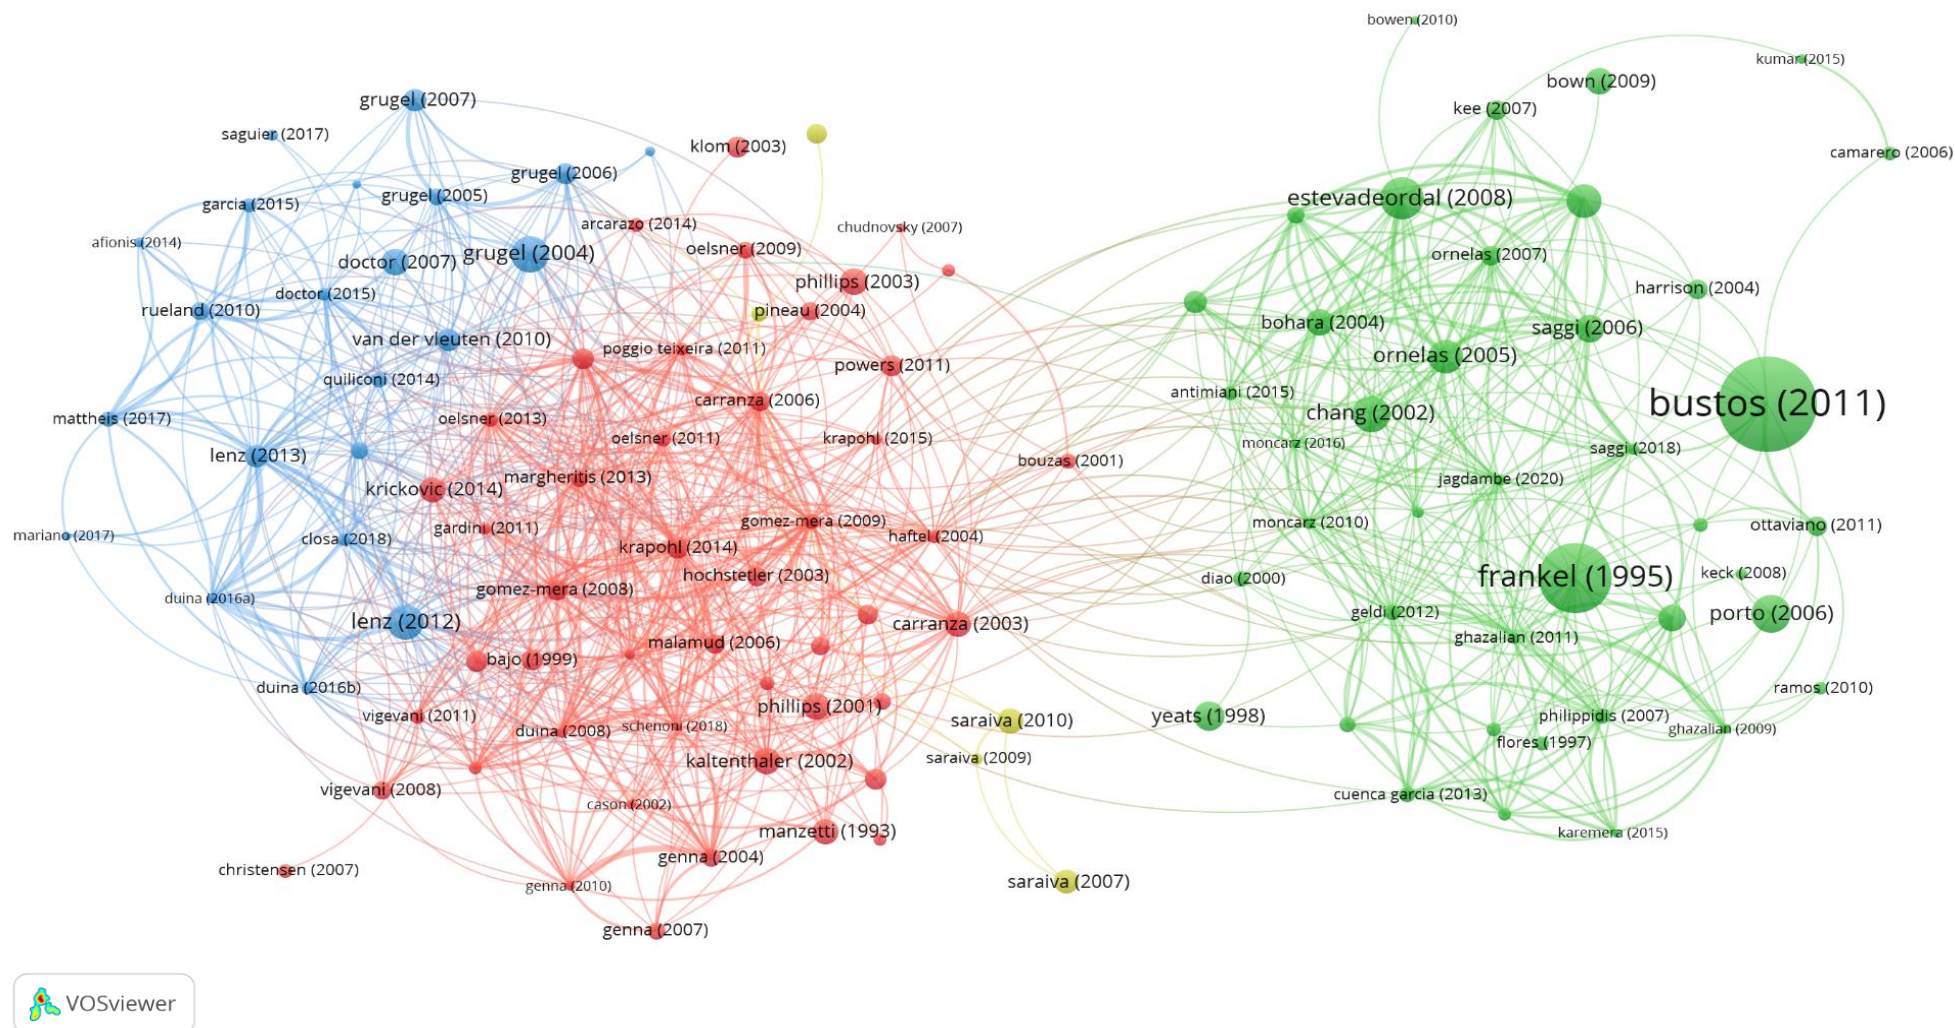 bowen (2010)
kumar (2015)
bown (2009)
grugel (2007)
kee (2007)
saguier (2017)
klom (2003)
camarero (2006)
grugel (2006)
grugel (2005)
estevadeordal (2008)
garcia (2015)
arcarazo (2014)
chudnovsky (2007)
afionis (2014)
oelsner (2009)
grugel (2004)
ornelas (2007)
doctor (2007)
phillips (2003)
harrison (2004)
doctor (2015)
rueland (2010)
pineau (2004)
bohara (2004)
saggi (2006)
van der vleuten (2010)
poggio teixeira (2011)
ornelas (2005)
powers (2011)
quiliconi (2014)
antimiani (2015)
carranza (2006)
bustos (2011)
chang (2002)
mattheis (2017)
oelsner (2013)
oelsner (2011)
krapohl (2015)
moncarz (2016)
saggi (2018)
lenz (2013)
bouzas (2001)
margheritis (2013)
jagdambe (2020)
krickovic (2014)
gomez-mera (2009)
moncarz (2010)
ottaviano (2011)
gardini (2011)
mariano (2017)
closa (2018)
haftel (2004)
krapohl (2014)
hochstetler (2003)
diao (2000)
frankel (1995)
keck (2008)
gomez-mera (2008)
duina (2016a)
geldi (2012)
porto (2006)
lenz (2012)
carranza (2003)
ghazalian (2011)
malamud (2006)
bajo (1999)
duina (2016b)
ramos (2010)
phillips (2001)
vigevani (2011)
saraiva (2010)
yeats (1998)
philippidis (2007)
schenoni (2018)
duina (2008)
ghazalian (2009)
flores (1997)
saraiva (2009)
kaltenthaler (2002)
vigevani (2008)
cuenca garcia (2013)
cason (2002)
manzetti (1993)
karemera (2015)
genna (2004)
christensen (2007)
saraiva (2007)
genna (2010)
genna (2007)
VOSviewer